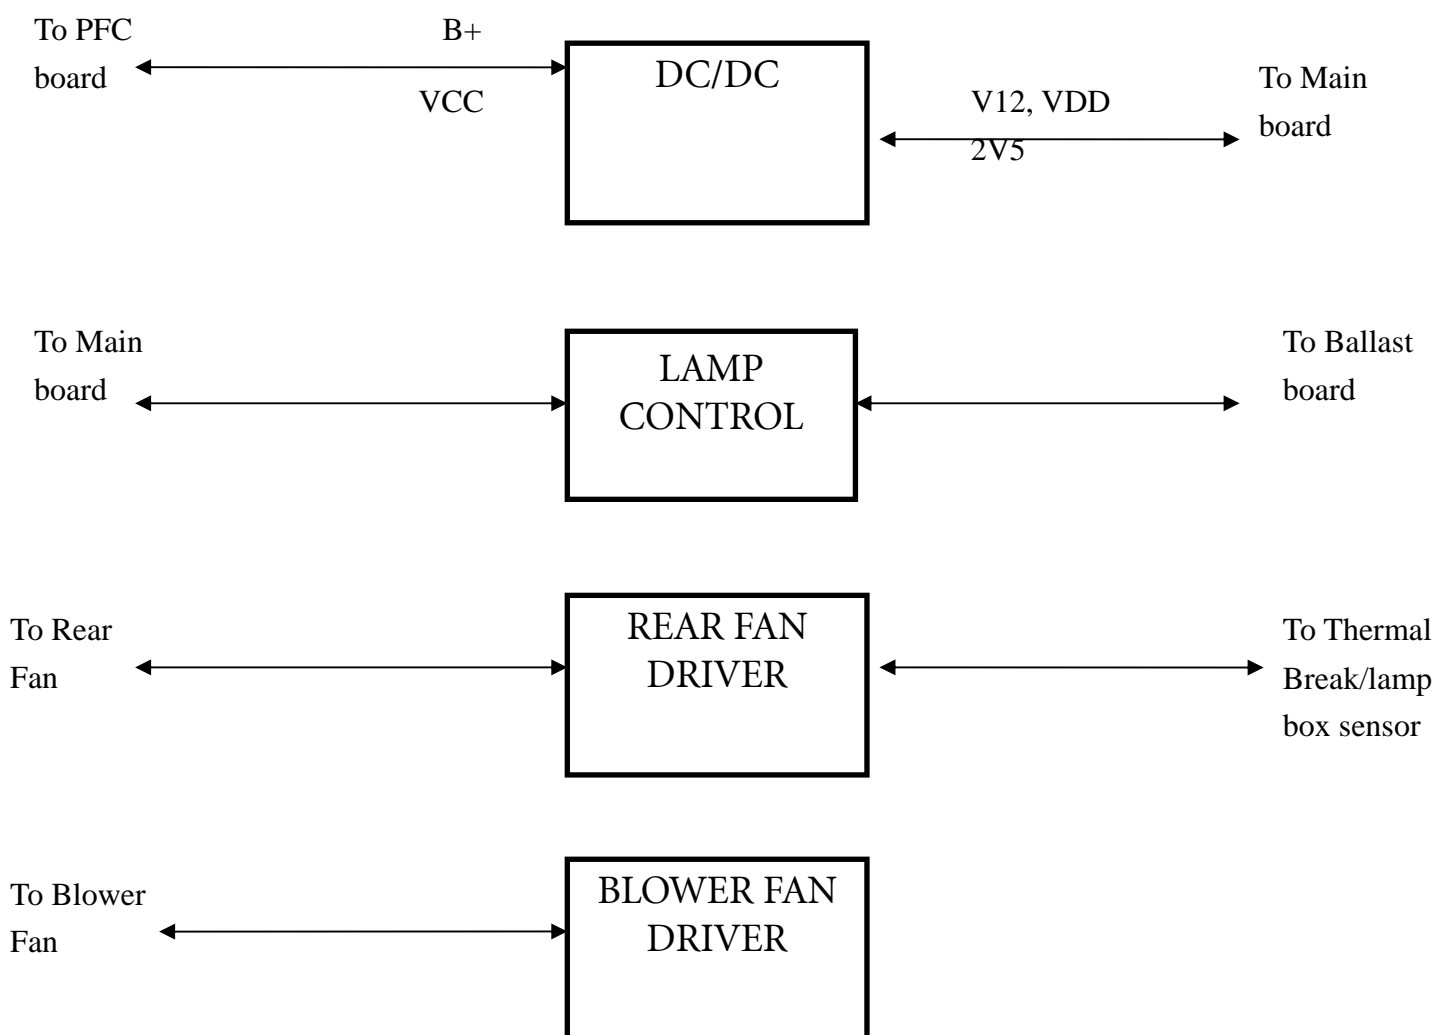 To PFC
board
B+
VCC
DC/DC
V12, VDD
2V5
To Main
board
To Main
board
LAMP
CONTROL
To Ballast
board
To Rear
Fan
REAR FAN
DRIVER
To Thermal
Break/lamp
box sensor
To Blower
Fan
BLOWER FAN
DRIVER